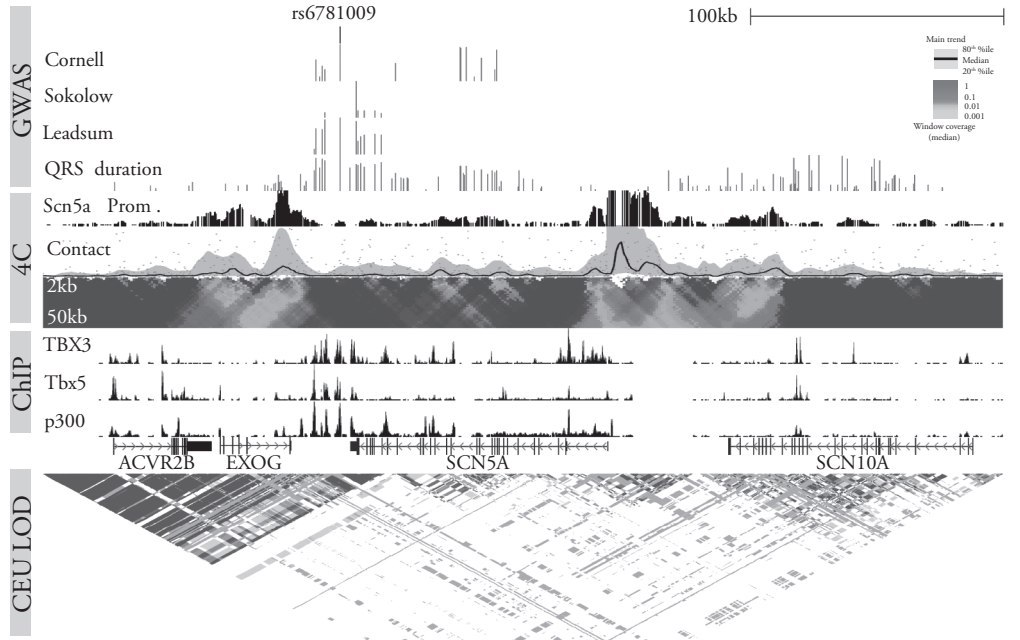 rs6781009
100kb
GWAS
Cornell
Sokolow
Leadsum
QRS duration
Main trend
80th %ile
Median
20th %ile
1
0.1
0.01
0.001
Window coverage
(median)
4C
Scn5a Prom .
Contact
2kb
50kb
ChIP
TBX3
Tbx5
p300
ACVR2B
EXOG
SCN5A
SCN10A
CEU LOD